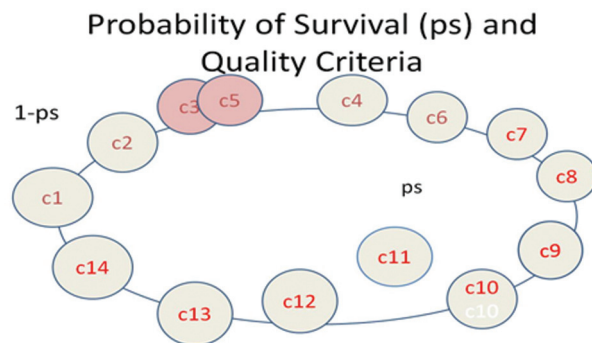 Probability of Survival (ps) and
Quality Criteria
1-ps
c1
c2
c3
c5
c4
c6
c7
c8
ps
c9
c10
c10
c11
c12
c13
c14